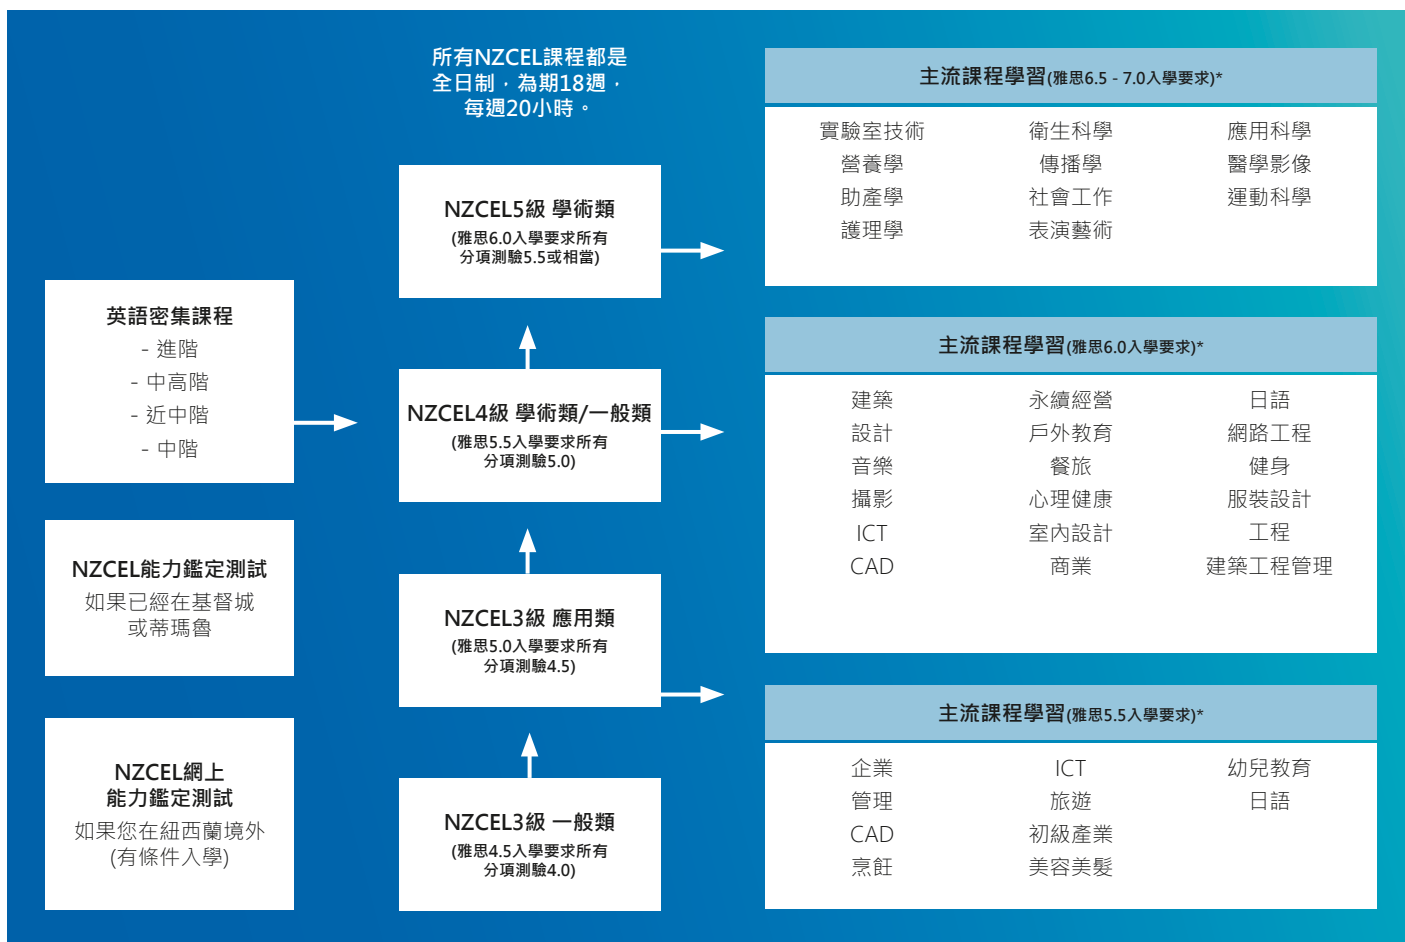 所有NZCEL課程都是
全日制，為期18週，
每週20小時。
英語密集課程
- 進階
- 中高階
- 近中階
- 中階
NZCEL能力鑑定測試
如果已經在基督城
或蒂瑪魯
NZCEL網上
能力鑑定測試
如果您在紐西蘭境外
(有條件入學)
NZCEL5級 學術類
(雅思6.0入學要求所有
分項測驗5.5或相當)
NZCEL4級 學術類/一般類
(雅思5.5入學要求所有
分項測驗5.0)
NZCEL3級 應用類
(雅思5.0入學要求所有
分項測驗4.5)
NZCEL3級 一般類
(雅思4.5入學要求所有
分項測驗4.0)
主流課程學習(雅思6.5 - 7.0入學要求)*
實驗室技術 衛生科學 應用科學
營養學 傳播學 醫學影像
助產學 社會工作 運動科學
護理學 表演藝術
主流課程學習(雅思6.0入學要求)*
建築 永續經營 日語
設計 戶外教育 網路工程
音樂 餐旅 健身
攝影 心理健康 服裝設計
ICT 室內設計 工程
CAD 商業 建築工程管理
主流課程學習(雅思5.5入學要求)*
企業 ICT 幼兒教育
管理 旅遊 日語
CAD 初級產業
烹飪 美容美髮